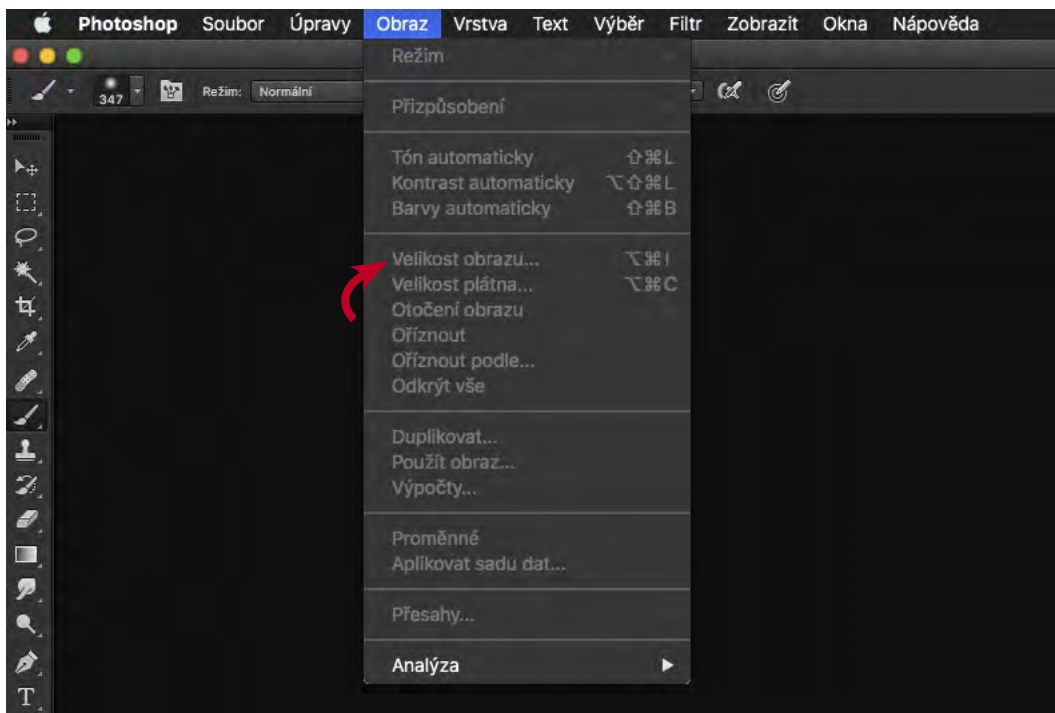 Photoshop Soubor Úpravy Obraz Vrstva Text Výběr Filtr Zobrazit Okna Nápověda
347 Režim: Normální
Režim
Přizpůsobení
Tón automaticky ⇧⌘L
Kontrast automaticky ⌥⇧⌘L
Barvy automaticky ⇧⌘B
Velikost obrazu... ⌥⌘I
Velikost plátna... ⌥⌘C
Otočení obrazu
Oříznout
Oříznout podle...
Odkrýt vše
Duplikovat...
Použít obraz...
Výpočty...
Proměnné
Aplikovat sadu dat...
Přesahy...
Analýza